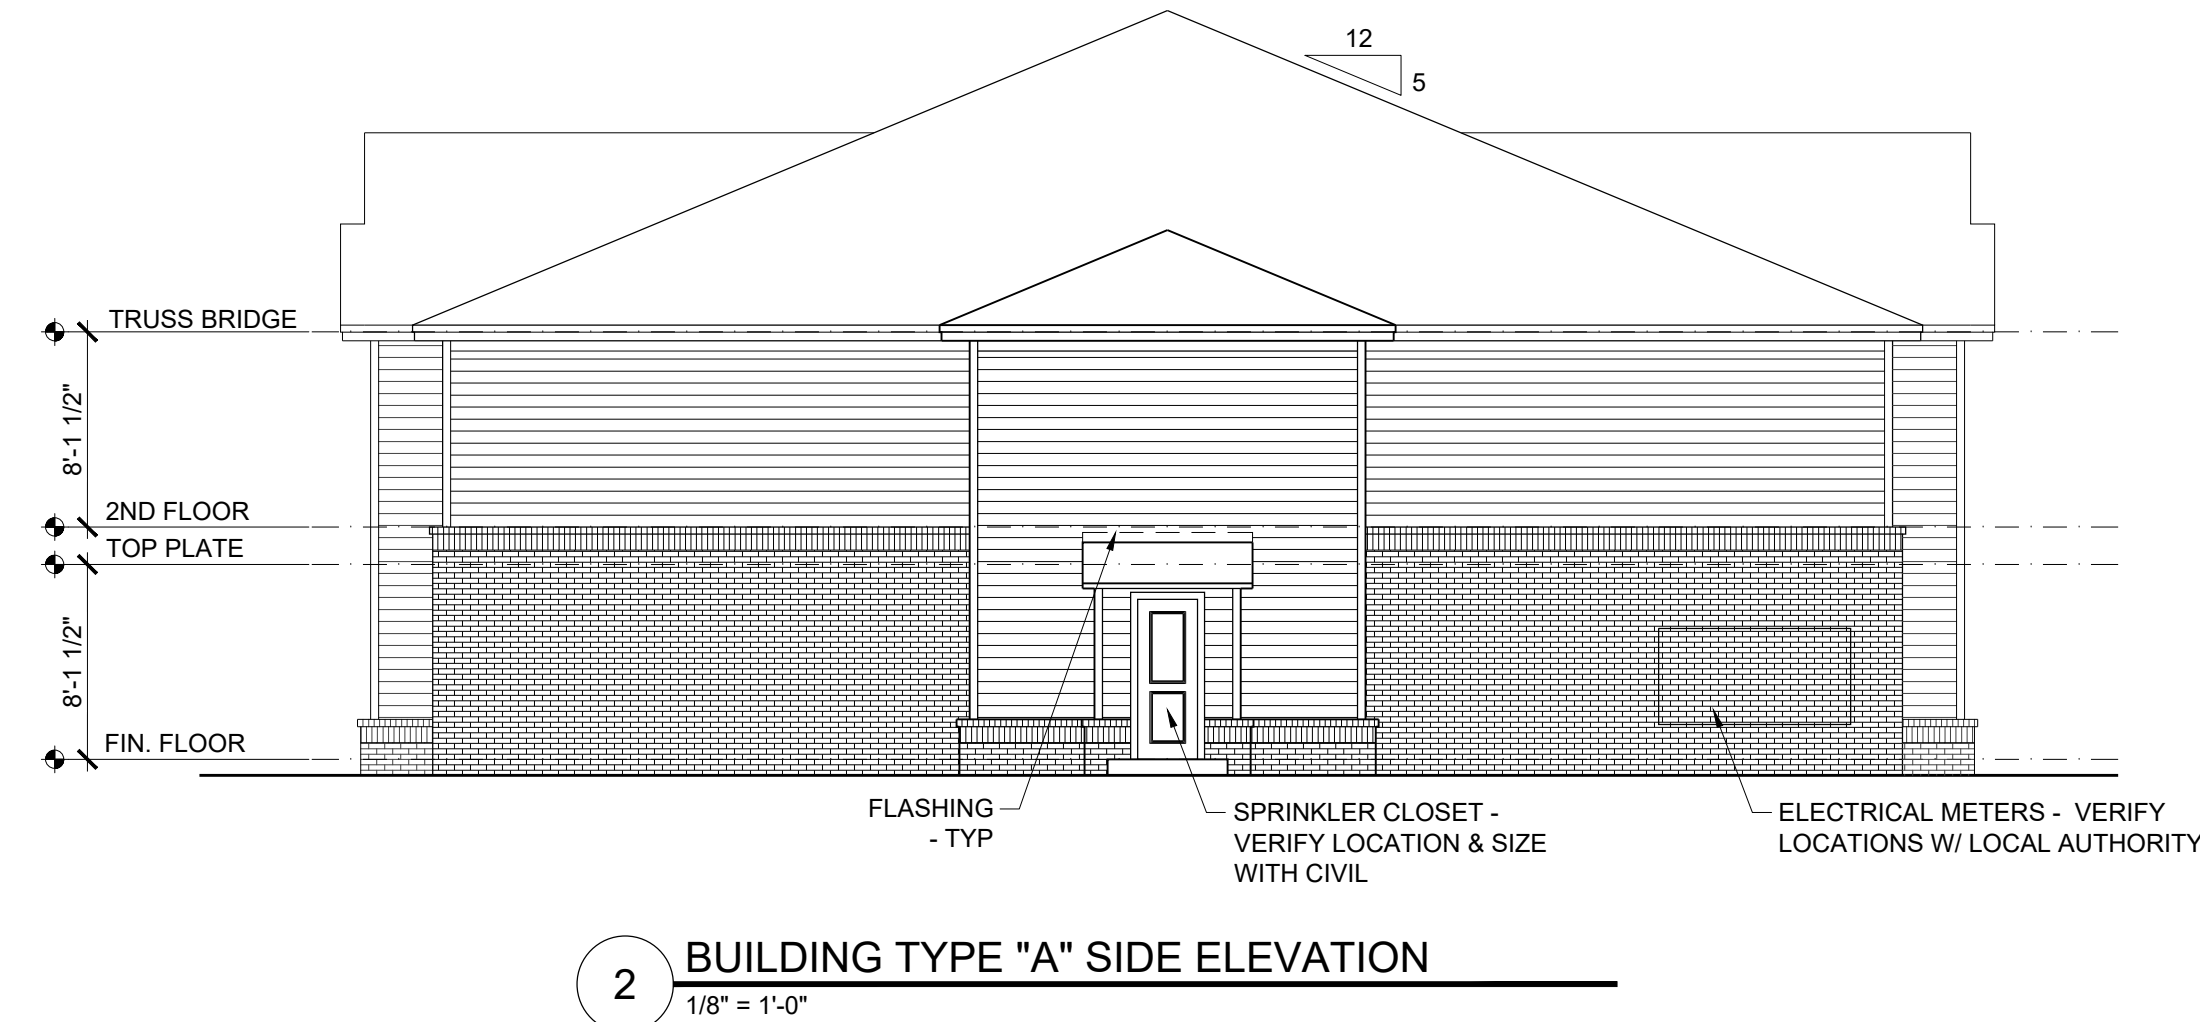 12
5
TRUSS BRIDGE
8'-1 1/2"
2ND FLOOR
TOP PLATE
8'-1 1/2"
FIN. FLOOR
FLASHING
- TYP
SPRINKLER CLOSET -
VERIFY LOCATION & SIZE
WITH CIVIL
ELECTRICAL METERS - VERIFY
LOCATIONS W/ LOCAL AUTHORITY
2
BUILDING TYPE "A" SIDE ELEVATION
1/8" = 1'-0"